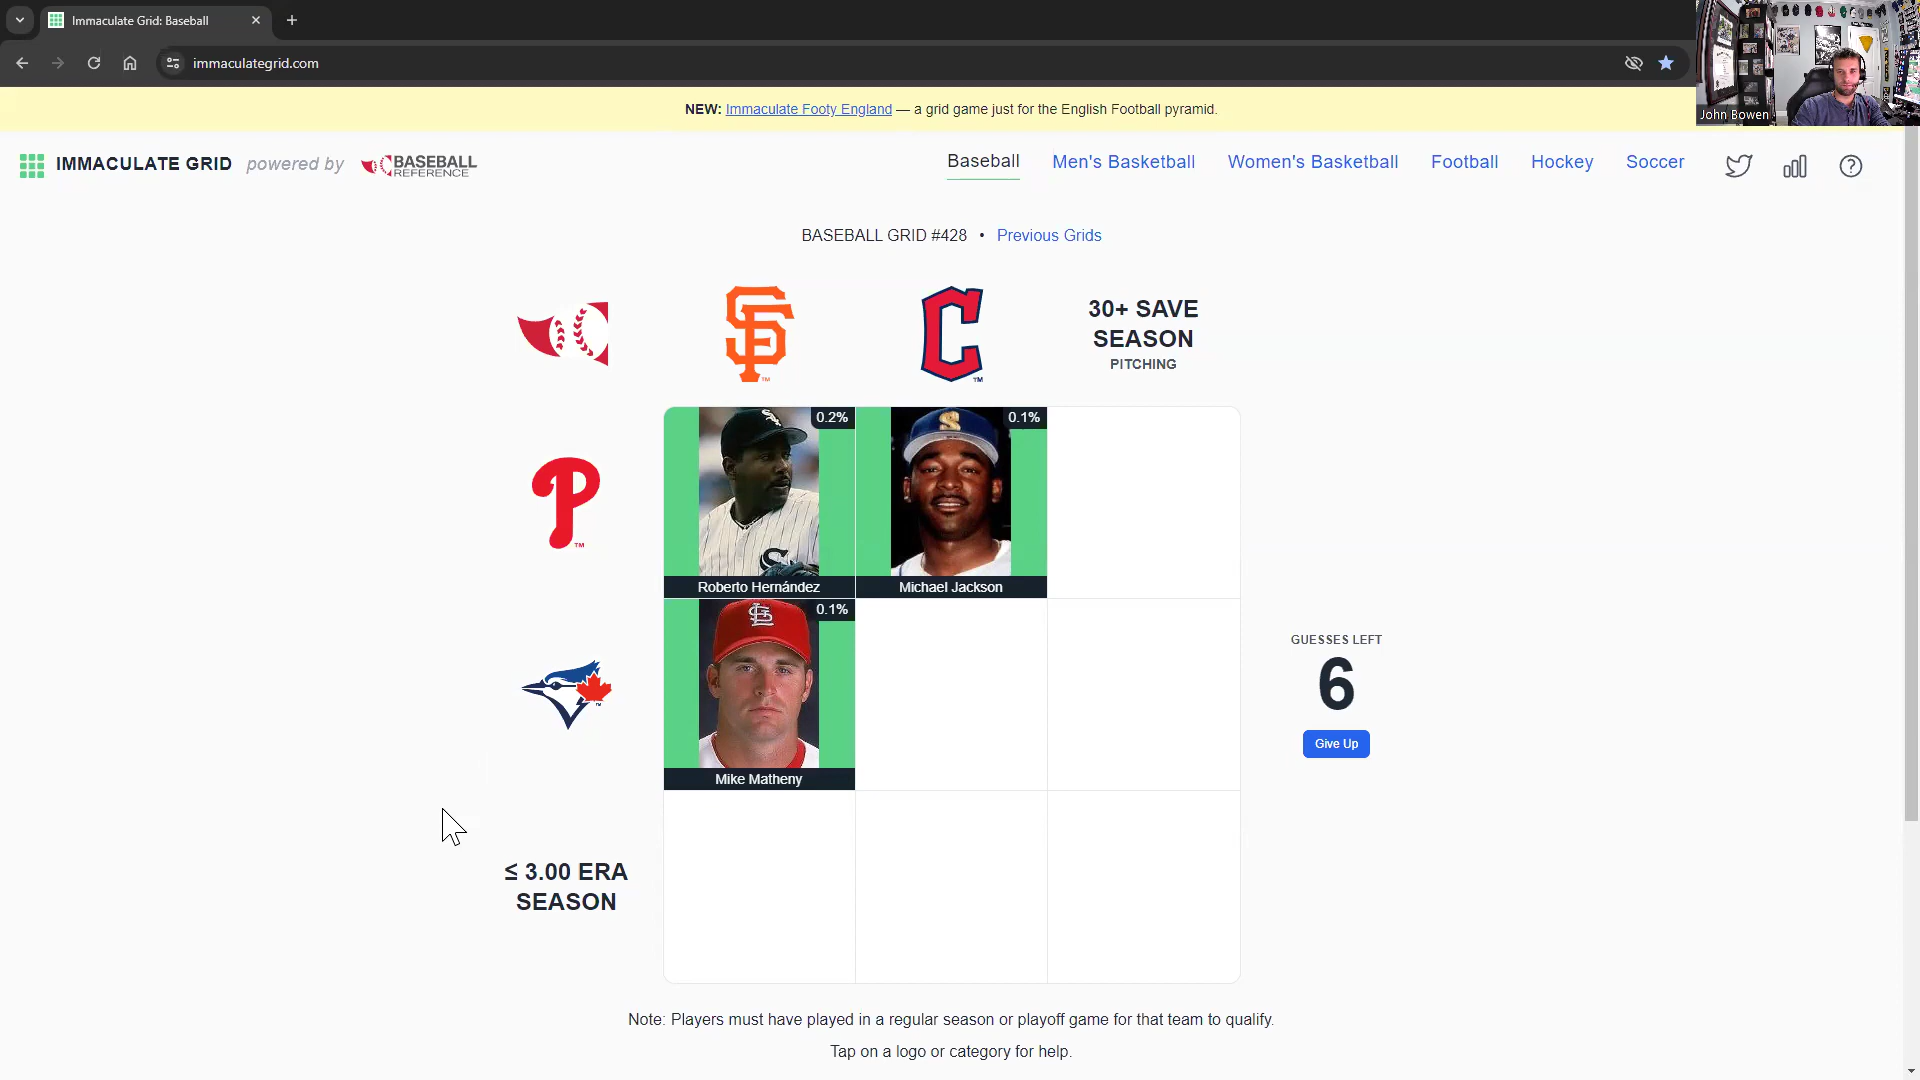 Immaculate Grid: Baseball
immaculategrid.com
John Bowen
NEW: Immaculate Footy England — a grid game just for the English Football pyramid.
IMMACULATE GRID powered by BASEBALL REFERENCE
Baseball Men's Basketball Women's Basketball Football Hockey Soccer
BASEBALL GRID #428 • Previous Grids
SF
C
30+ SAVE
SEASON
PITCHING
P
0.2%
Roberto Hernández
0.1%
Michael Jackson
0.1%
Mike Matheny
GUESSES LEFT
6
Give Up
≤ 3.00 ERA
SEASON
Note: Players must have played in a regular season or playoff game for that team to qualify.
Tap on a logo or category for help.